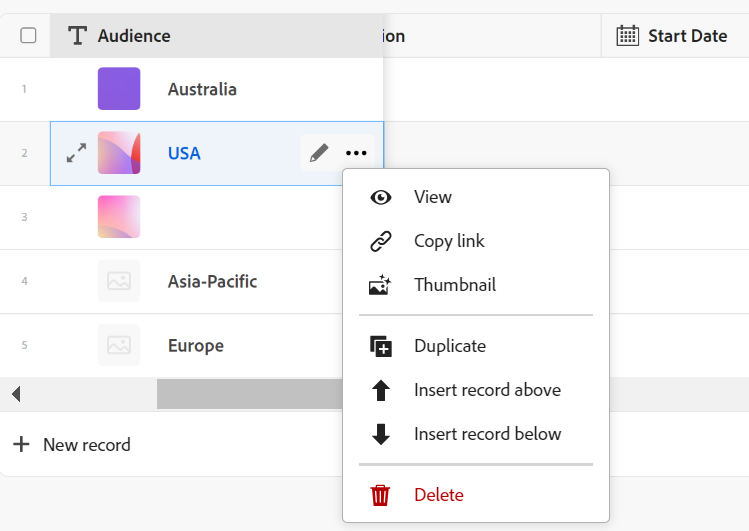 Audience
ion
Start Date
1
Australia
2
USA
3
4
Asia-Pacific
5
Europe
New record
View
Copy link
Thumbnail
Duplicate
Insert record above
Insert record below
Delete